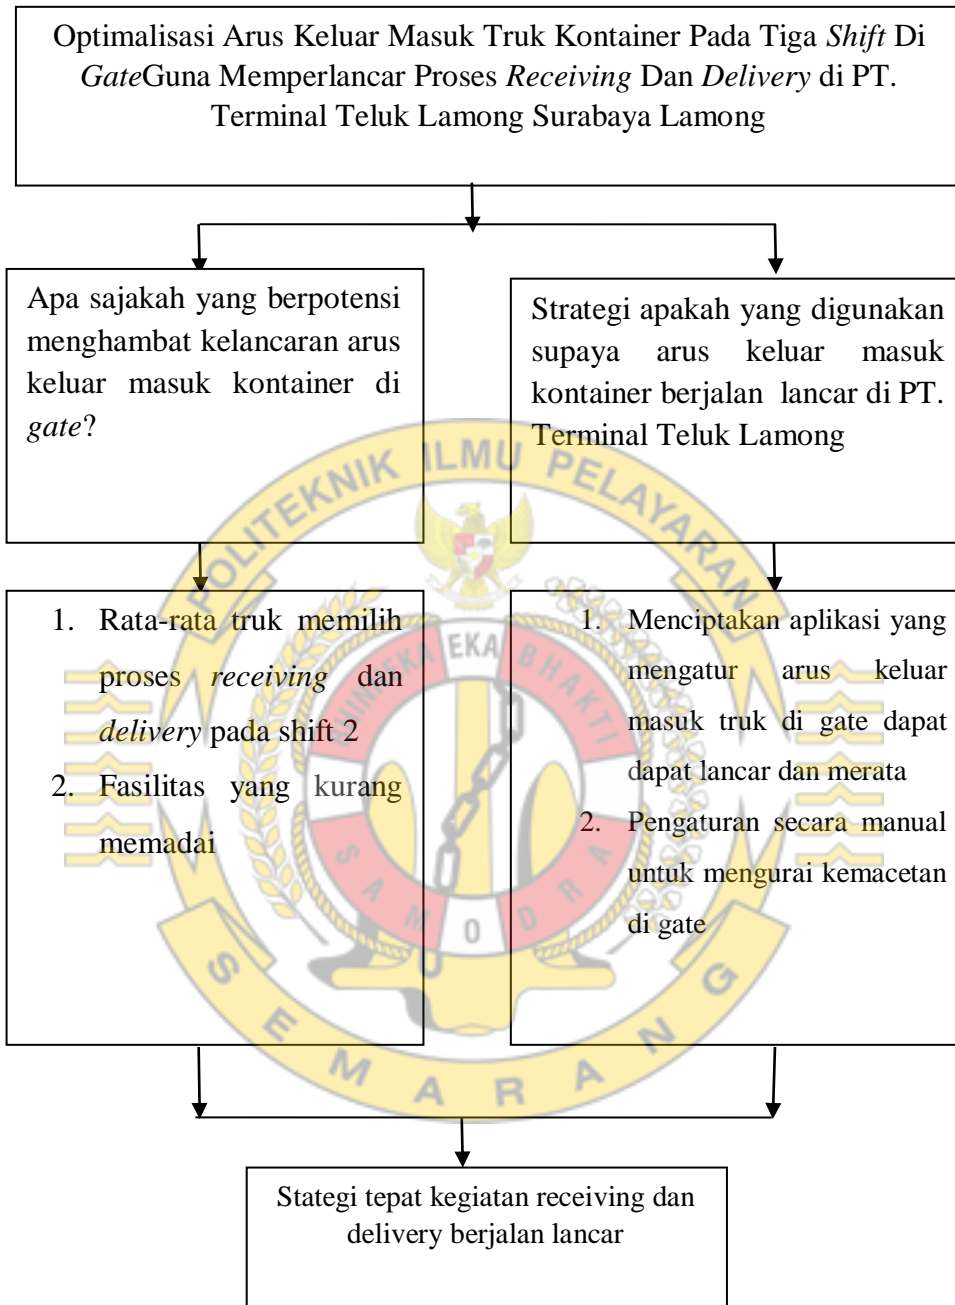 Optimalisasi Arus Keluar Masuk Truk Kontainer Pada Tiga Shift Di
GateGuna Memperlancar Proses Receiving Dan Delivery di PT.
Terminal Teluk Lamong Surabaya Lamong
Apa sajakah yang berpotensi
menghambat kelancaran arus
keluar masuk kontainer di
gate?
Strategi apakah yang digunakan
supaya arus keluar masuk
kontainer berjalan lancar di PT.
Terminal Teluk Lamong
1. Rata-rata truk memilih
proses receiving dan
delivery pada shift 2
2. Fasilitas yang kurang
memadai
1. Menciptakan aplikasi yang
mengatur arus keluar
masuk truk di gate dapat
dapat lancar dan merata
2. Pengaturan secara manual
untuk mengurai kemacetan
di gate
Stategi tepat kegiatan receiving dan
delivery berjalan lancar
POLITEKNIK ILMU PELAYARAN
SEMARANG
BHINNEKA EKA BHAKTI
SAMODRA